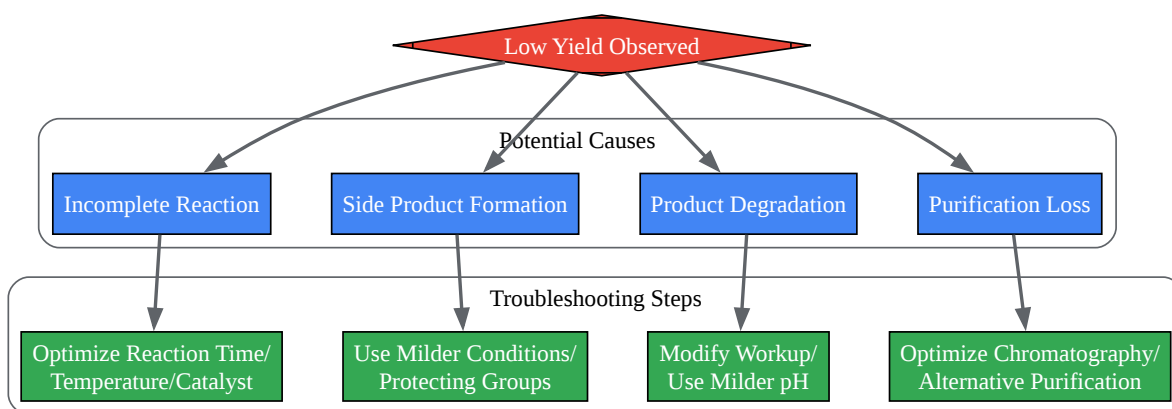 Low Yield Observed
Potential Causes
Incomplete Reaction
Side Product Formation
Product Degradation
Purification Loss
Troubleshooting Steps
Optimize Reaction Time/
Temperature/Catalyst
Use Milder Conditions/
Protecting Groups
Modify Workup/
Use Milder pH
Optimize Chromatography/
Alternative Purification